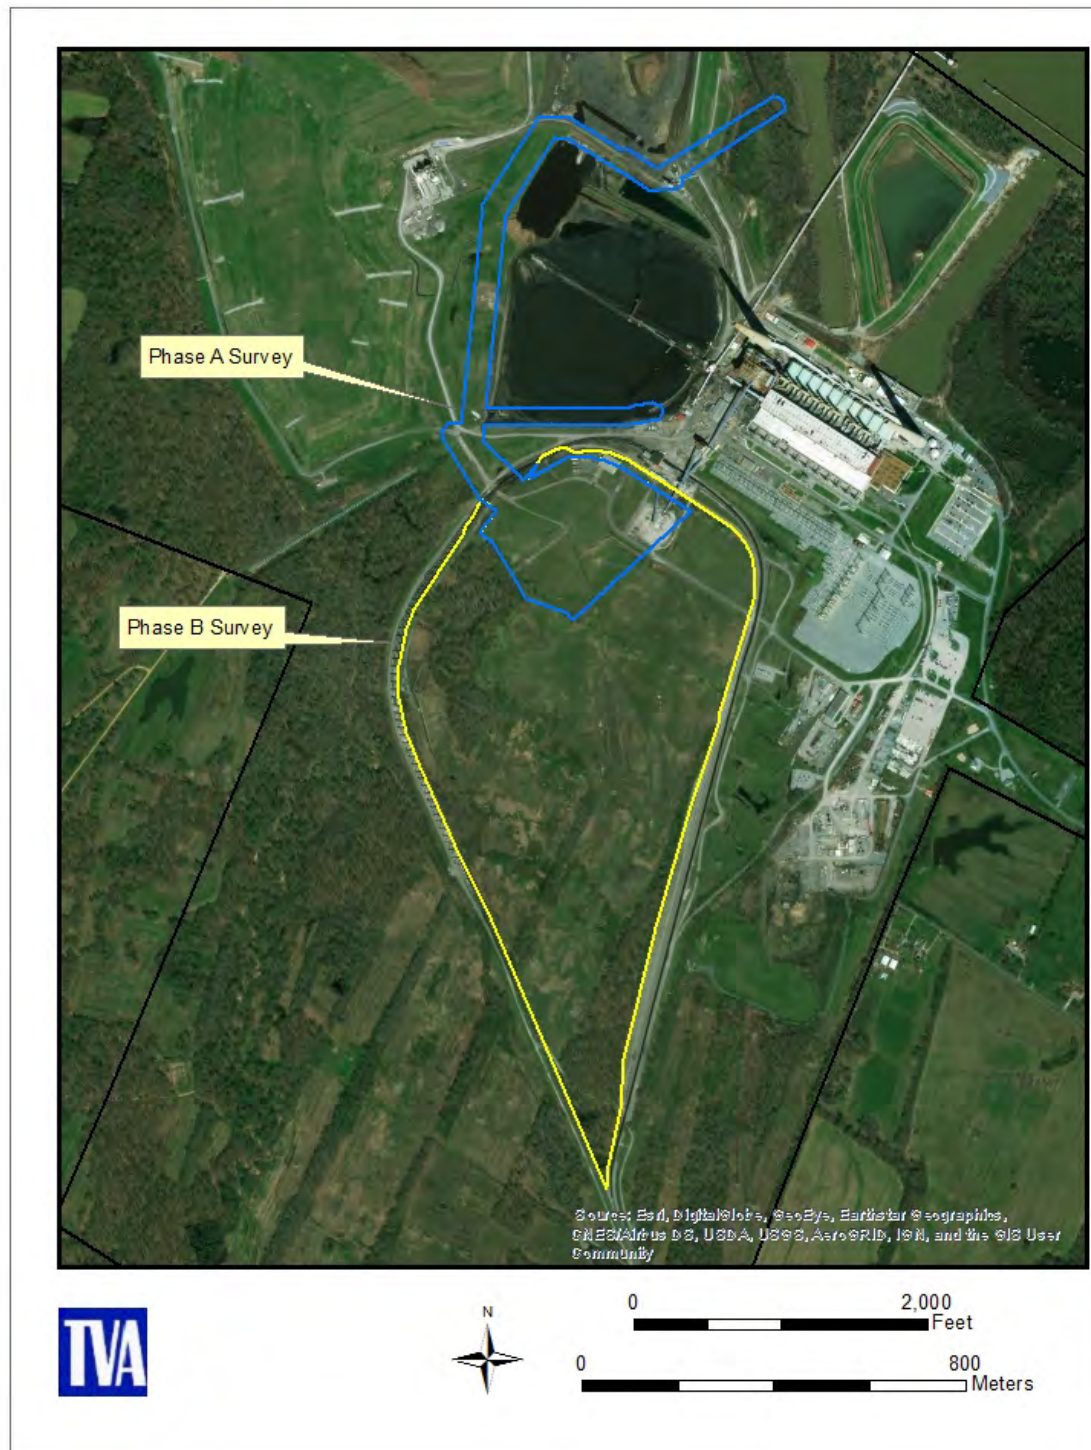 Phase A Survey
Phase B Survey
Source: Esri, DigitalGlobe, GeoEye, Earthstar Geographics,
CNES/Airbus DS, USDA, USGS, AeroGRID, IGN, and the GIS User
Community
TVA
N
0 2,000
Feet
0 800
Meters